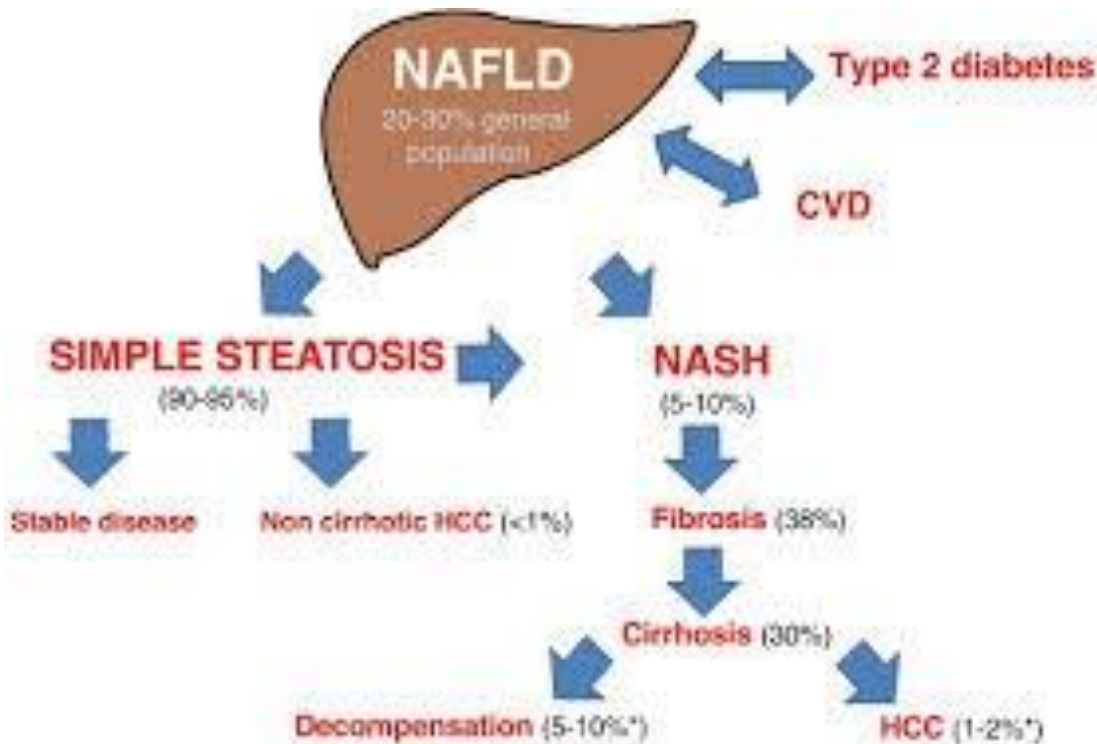 NAFLD
20-30% general
population
Type 2 diabetes
CVD
SIMPLE STEATOSIS
(90-95%)
NASH
(5-10%)
Stable disease
Non cirrhotic HCC (<1%)
Fibrosis (38%)
Cirrhosis (30%)
Decompensation (5-10%*)
HCC (1-2%*)